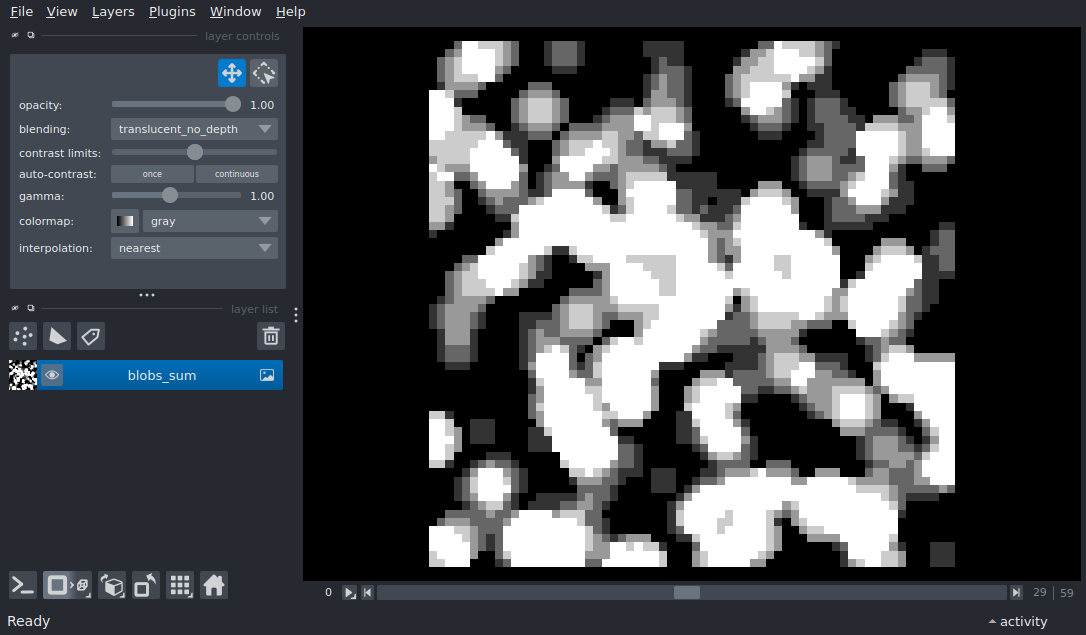 File View Layers Plugins Window Help
layer controls
opacity: 1.00
blending: translucent_no_depth
contrast limits:
auto-contrast: once continuous
gamma: 1.00
colormap: gray
interpolation: nearest
layer list
blobs_sum
0 29 59
Ready activity